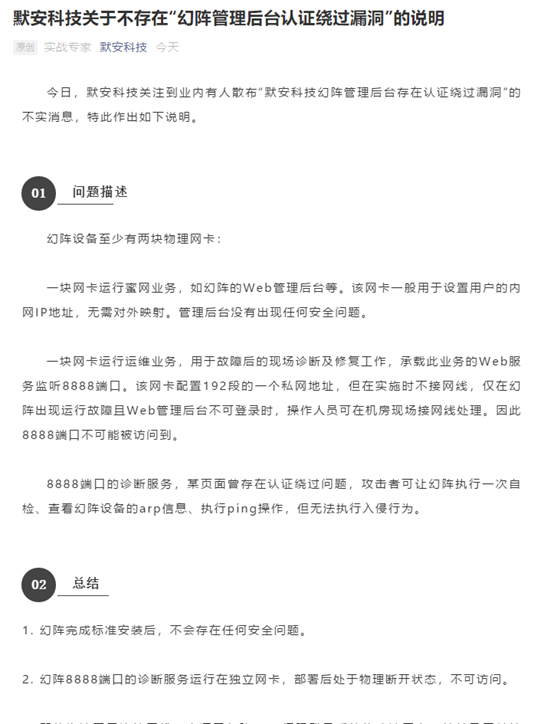 默安科技关于不存在“幻阵管理后台认证绕过漏洞”的说明
原创 实战专家 默安科技 今天
今日，默安科技关注到业内有人散布“默安科技幻阵管理后台存在认证绕过漏洞”的
不实消息，特此作出如下说明。
01 问题描述
幻阵设备至少有两块物理网卡：
一块网卡运行蜜网业务，如幻阵的Web管理后台等。该网卡一般用于设置用户的内
网IP地址，无需对外映射。管理后台没有出现任何安全问题。
一块网卡运行运维业务，用于故障后的现场诊断及修复工作，承载此业务的Web服
务监听8888端口。该网卡配置192段的一个私网地址，但在实施时不接网线，仅在幻
阵出现运行故障且Web管理后台不可登录时，操作人员可在机房现场接网线处理。因此
8888端口不可能被访问到。
8888端口的诊断服务，某页面曾存在认证绕过问题，攻击者可让幻阵执行一次自
检、查看幻阵设备的arp信息、执行ping操作，但无法执行入侵行为。
02 总结
1. 幻阵完成标准安装后，不会存在任何安全问题。
2. 幻阵8888端口的诊断服务运行在独立网卡，部署后处于物理断开状态，不可访问。